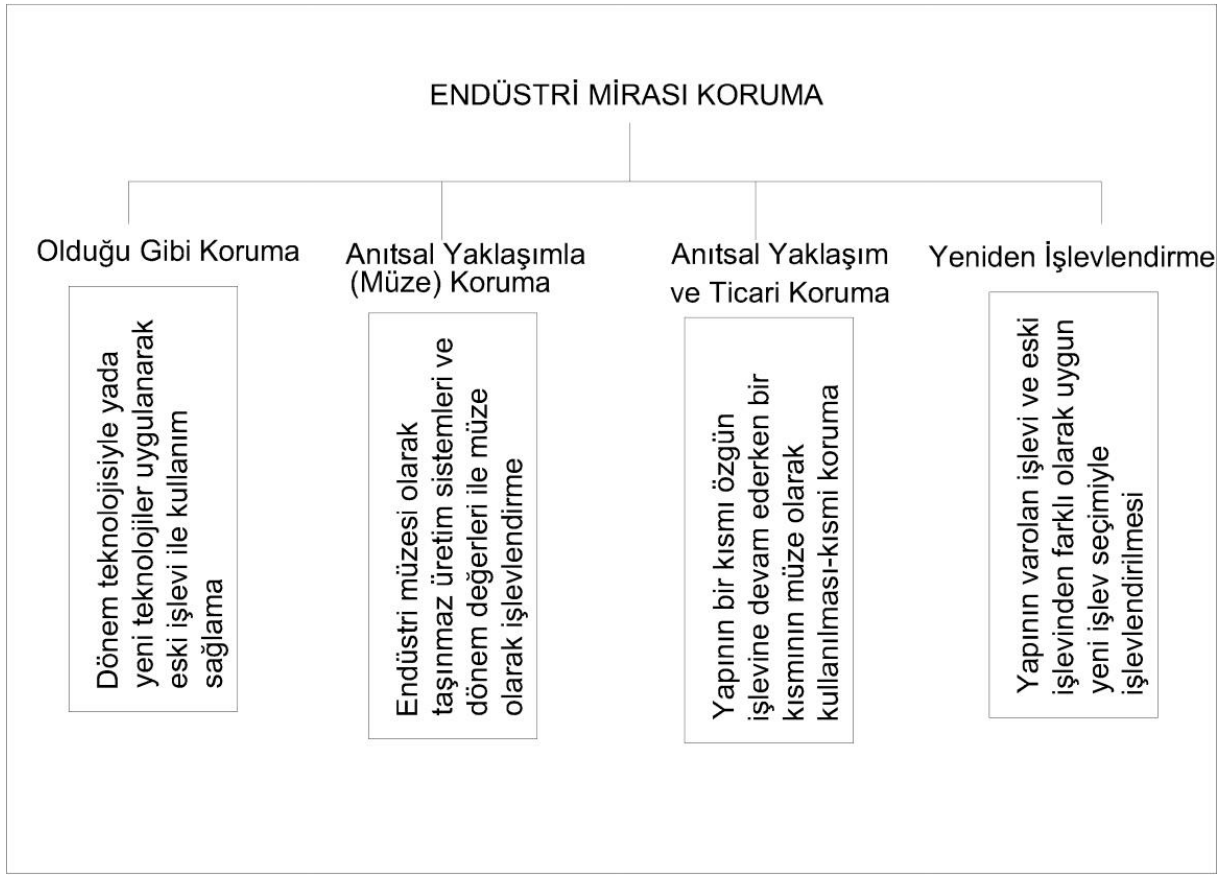 ENDÜSTRİ MİRASI KORUMA
Olduğu Gibi Koruma
Dönem teknolojisiyle yada
yeni teknolojiler uygulanarak
eski işlevi ile kullanım
sağlama
Anıtsal Yaklaşımla
(Müze) Koruma
Endüstri müzesi olarak
taşınmaz üretim sistemleri ve
dönem değerleri ile müze
olarak işlevlendirme
Anıtsal Yaklaşım
ve Ticari Koruma
Yapının bir kısmı özgün
işlevine devam ederken bir
kısmının müze olarak
kullanılması-kısmi koruma
Yeniden İşlevlendirme
Yapının varolan işlevi ve eski
işlevinden farklı olarak uygun
yeni işlev seçimiyle
işlevlendirilmesi